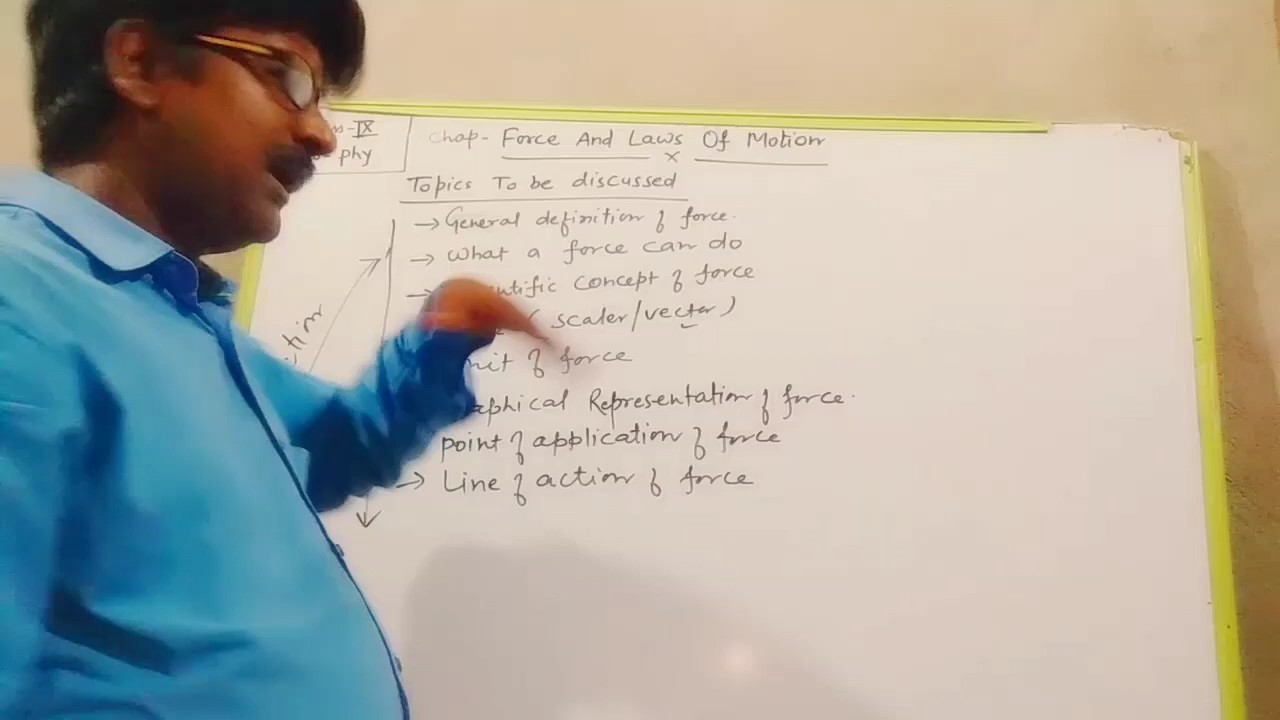 IX
phy
Chap- Force And Laws Of Motion
x
Topics To be discussed
→ General definition of force.
→ What a force can do
→ concept of force
(scaler/vector)
of force
Representation of force.
point of application of force
→ Line of action of force